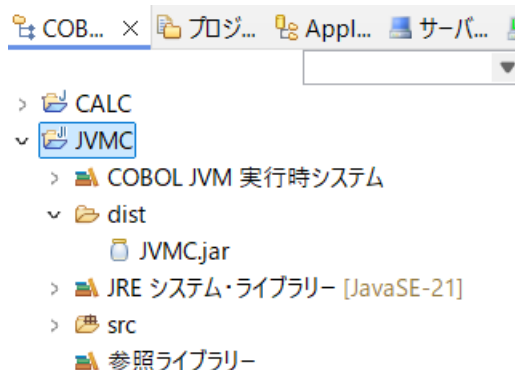 COB... プロジ... Appl... サーバ...
CALC
JVMC
COBOL JVM 実行時システム
dist
JVMC.jar
JRE システム・ライブラリー [JavaSE-21]
src
参照ライブラリー